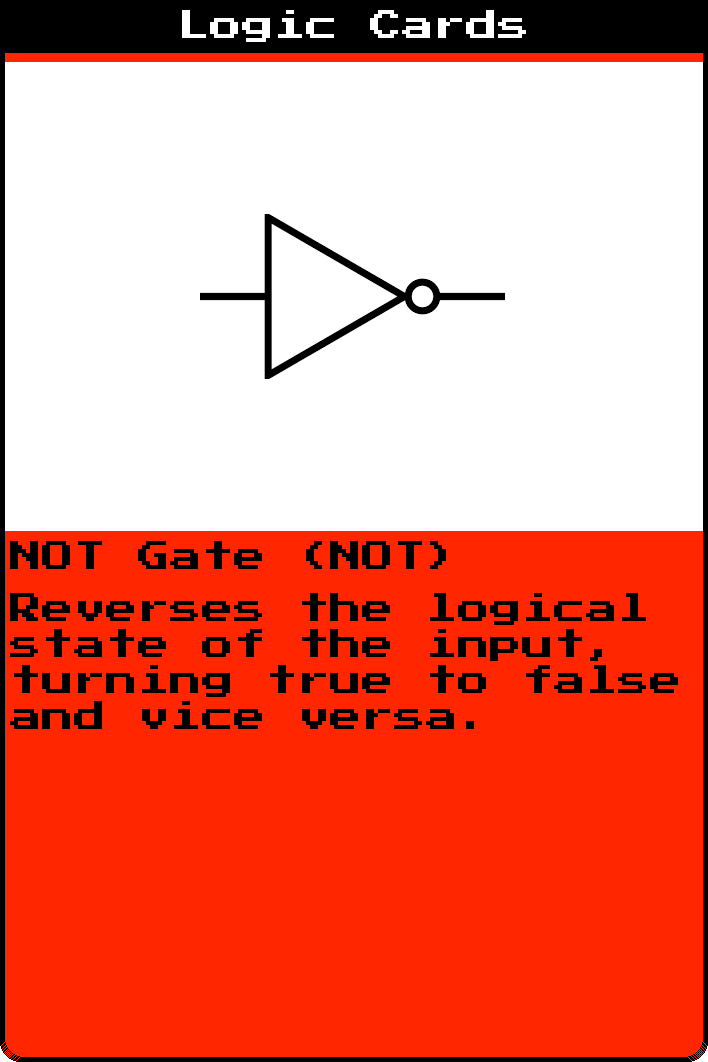 Logic Cards
NOT Gate (NOT)
Reverses the logical
state of the input,
turning true to false
and vice versa.